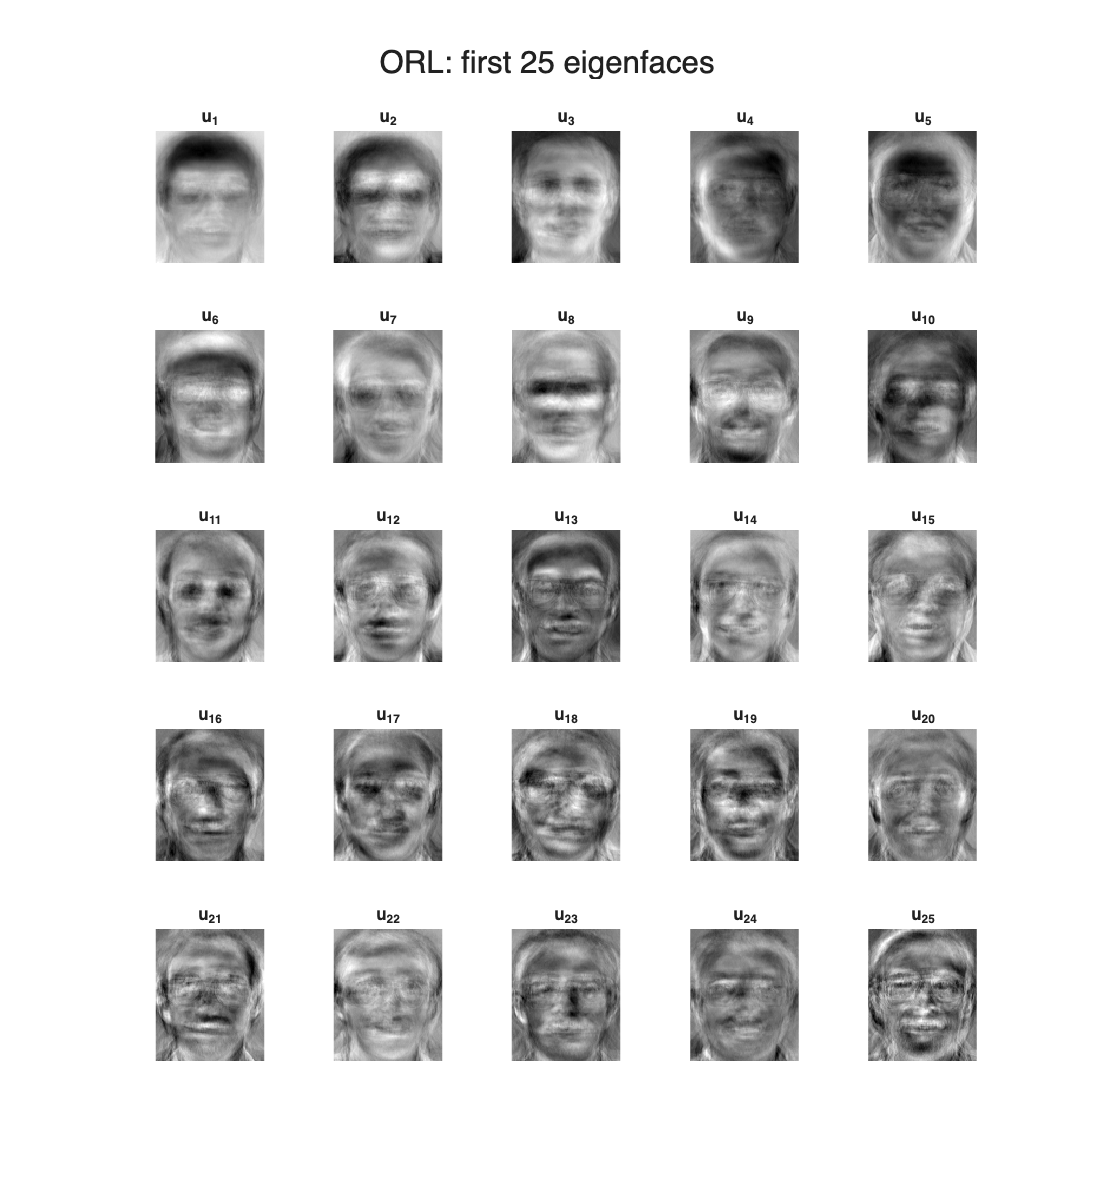 ORL: first 25 eigenfaces
u1 u2 u3 u4 u5
u6 u7 u8 u9 u10
u11 u12 u13 u14 u15
u16 u17 u18 u19 u20
u21 u22 u23 u24 u25